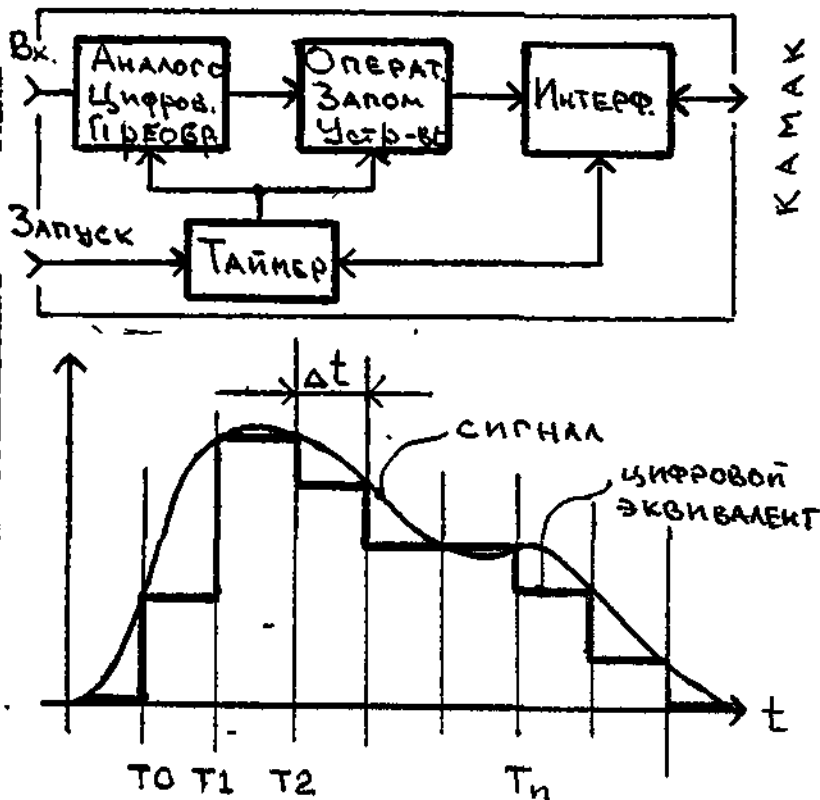 Вх.
Аналого
Цифров.
Преобр.
Операт.
Запом
Устр-во
Интерф.
КАМАК
Запуск
Таймер
Δt
сигнал
цифровой
эквивалент
t
T0 T1 T2 Tn